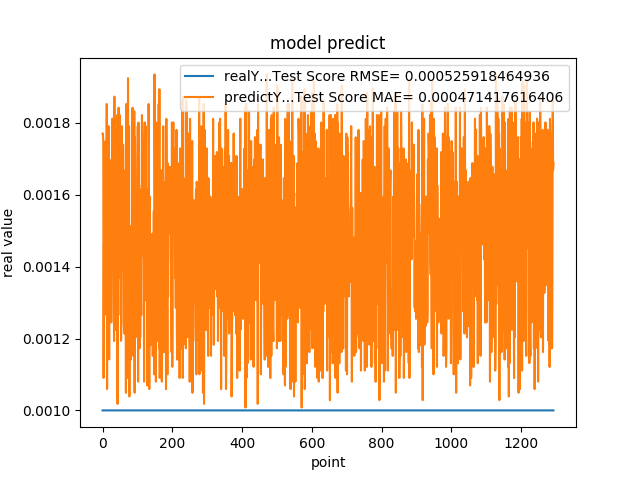 model predict
realY...Test Score RMSE= 0.000525918464936
predictY...Test Score MAE= 0.000471417616406
real value
0.0018
0.0016
0.0014
0.0012
0.0010
0 200 400 600 800 1000 1200
point